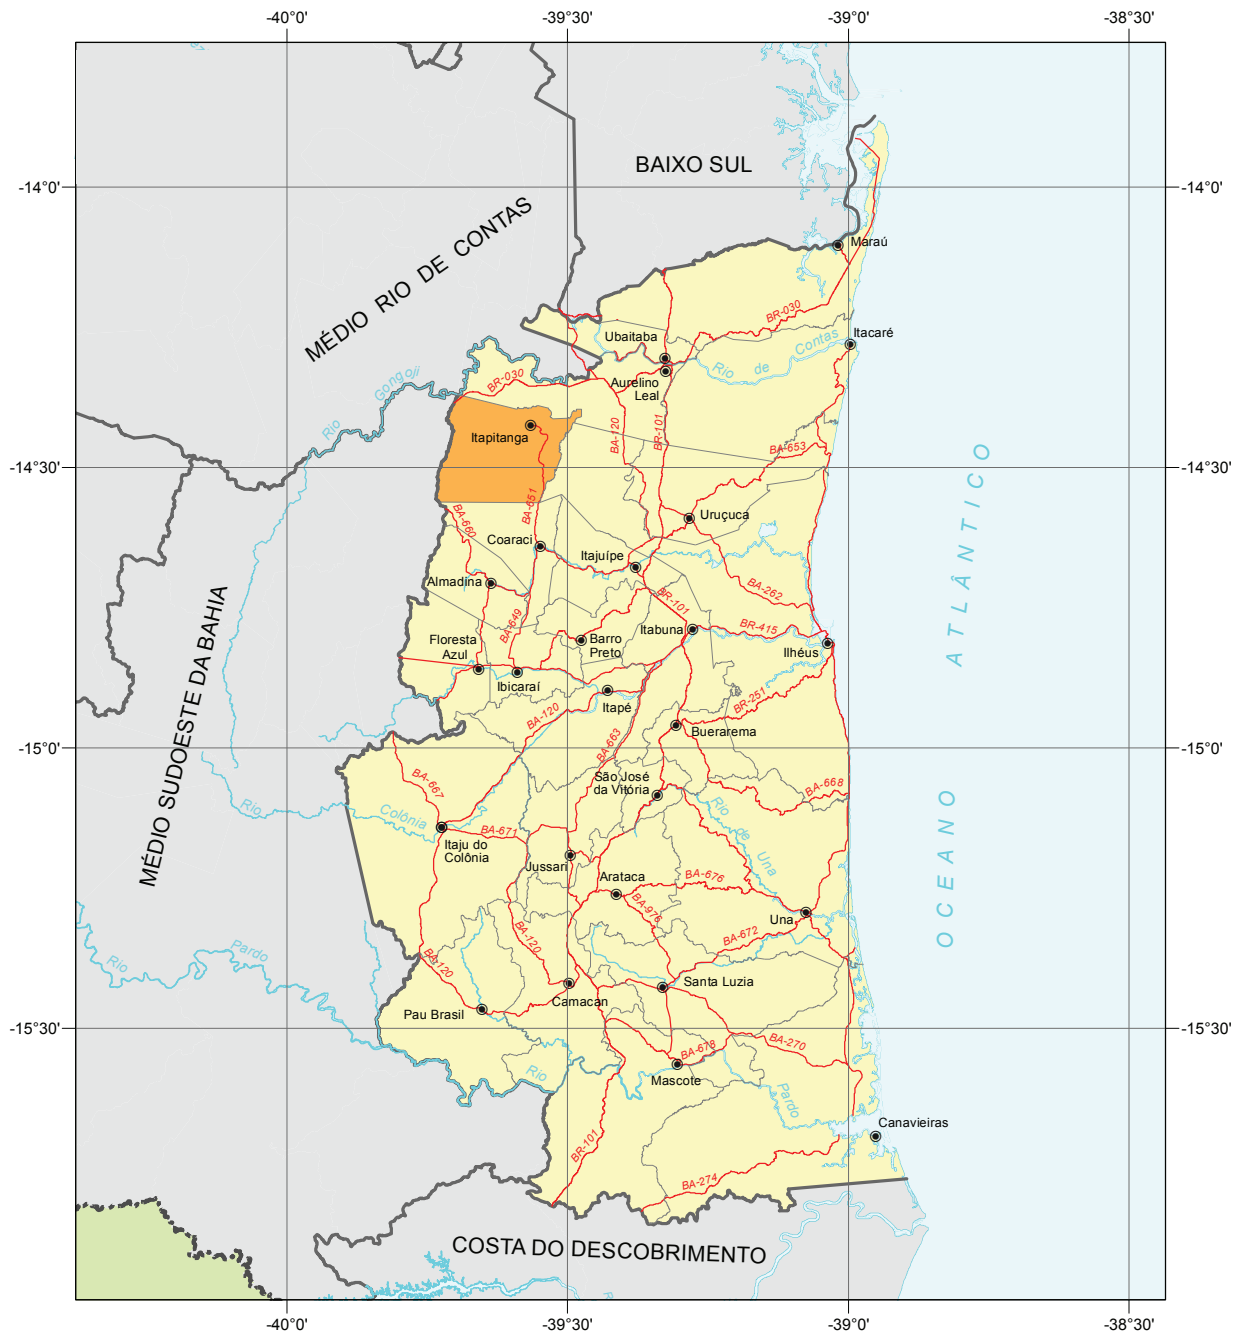 -40°0'
-39°30'
-39°0'
-38°30'
BAIXO SUL
-14°0'
-14°0'
MÉDIO RIO DE CONTAS
Maraú
BR-030
Itacaré
Ubaitaba
Rio de Contas
Aurelino
Leal
BR-030
Rio Gongoji
Itapitanga
BA-120
BR-101
BA-653
-14°30'
-14°30'
BA-651
BA-660
Uruçuca
Coaraci
Itajuípe
Almadina
BR-101
BA-262
BA-649
Itabuna
BR-415
Floresta
Azul
Barro
Preto
Ilhéus
Ibicaraí
Itapé
BR-251
BA-120
Buerarema
BA-663
-15°0'
-15°0'
MÉDIO SUDOESTE DA BAHIA
OCEANO ATLÂNTICO
São José
da Vitória
BA-667
BA-668
Rio Colônia
Rio de Una
BA-671
Itaju do
Colônia
Jussari
Arataca
BA-676
BA-976
Una
BA-672
BA-120
BA-120
Rio Pardo
Santa Luzia
Camacan
Pau Brasil
-15°30'
-15°30'
BA-270
BA-678
Rio
Mascote
Pardo
Canavieiras
BR-101
BA-274
COSTA DO DESCOBRIMENTO
-40°0'
-39°30'
-39°0'
-38°30'